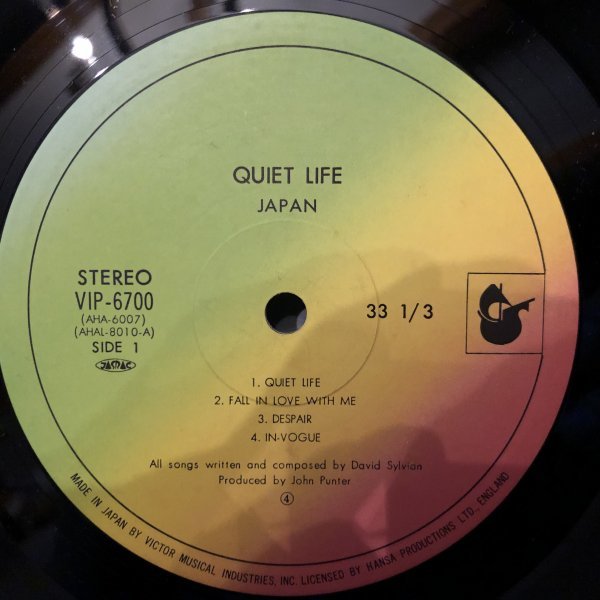 QUIET LIFE
JAPAN
STEREO
VIP-6700
(AHA-6007)
(AHAL-8010-A)
SIDE 1
JASRAC
33 1/3
1. QUIET LIFE
2. FALL IN LOVE WITH ME
3. DESPAIR
4. IN-VOGUE
All songs written and composed by David Sylvian
Produced by John Punter
④
MADE IN JAPAN BY VICTOR MUSICAL INDUSTRIES, INC. LICENSED BY HANSA PRODUCTIONS LTD., ENGLAND